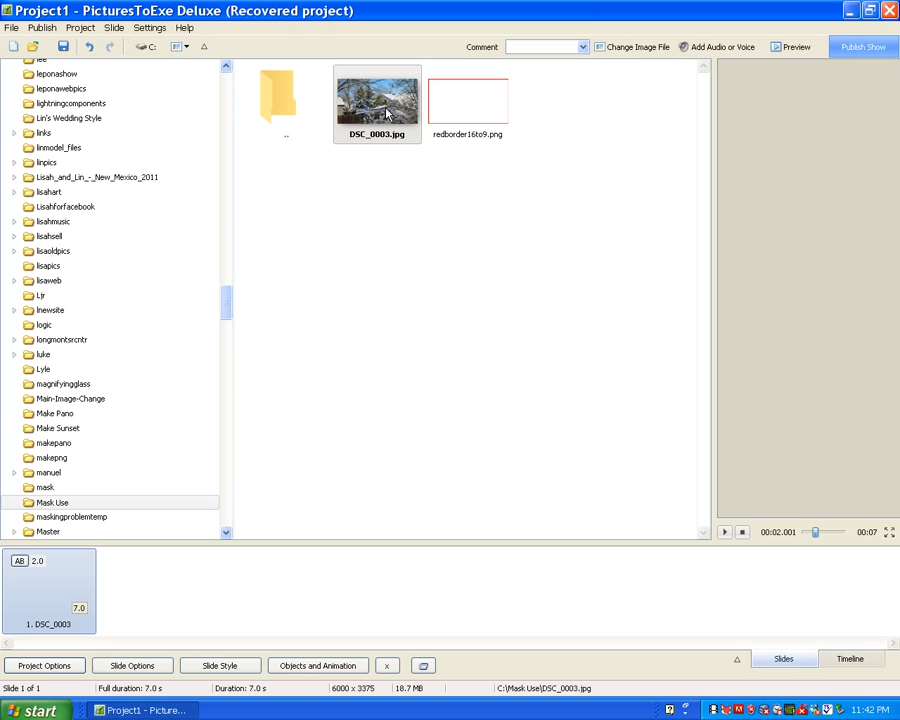 Project1 - PicturesToExe Deluxe (Recovered project)
File Publish Project Slide Settings Help
C: Comment Change Image File Add Audio or Voice Preview Publish Show
lee
leponashow
leponawebpics
lightningcomponents
Lin's Wedding Style
links
linmodel_files
linpics
Lisah_and_Lin_-_New_Mexico_2011
lisahart
Lisahforfacebook
lisahmusic
lisahsell
lisaoldpics
lisapics
lisaweb
Ljr
lnewsite
logic
longmontsrcntr
luke
Lyle
magnifyingglass
Main-Image-Change
Make Pano
Make Sunset
makepano
makepng
manuel
mask
Mask Use
maskingproblemtemp
Master
..
DSC_0003.jpg
redborder16to9.png
00:02.001 00:07
AB 2.0
7.0
1. DSC_0003
Project Options Slide Options Slide Style Objects and Animation x Slides Timeline
Slide 1 of 1 Full duration: 7.0 s Duration: 7.0 s 6000 x 3375 18.7 MB C:\Mask Use\DSC_0003.jpg
start Project1 - Picture... 11:42 PM